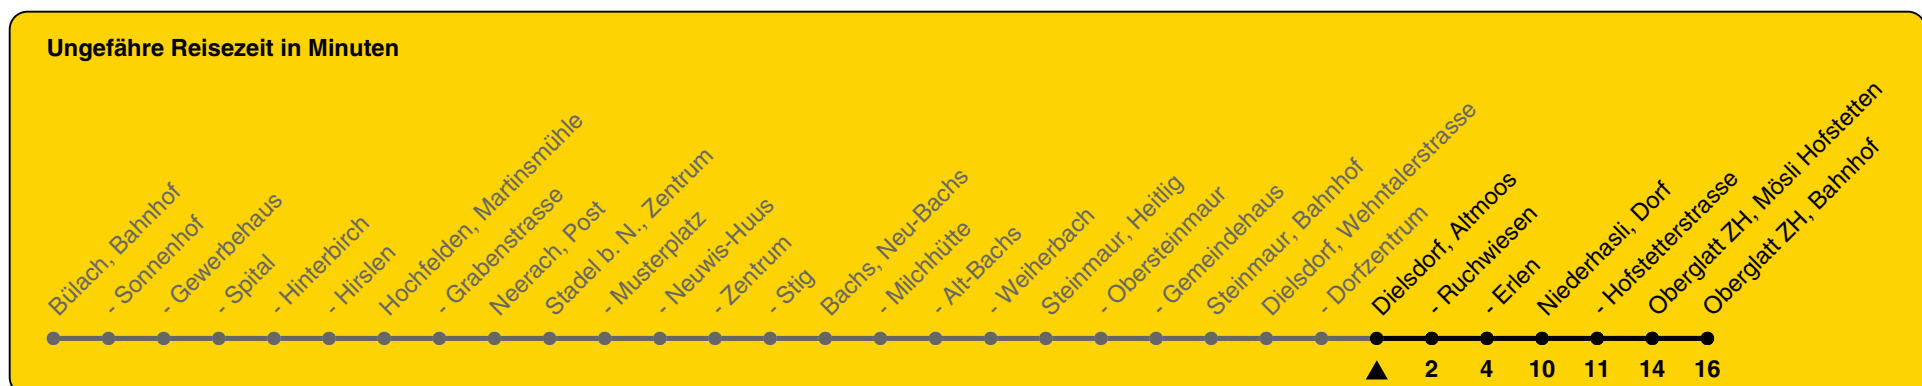 Ungefähre Reisezeit in Minuten
Bülach, Bahnhof
- Sonnenhof
- Gewerbehaus
- Spital
- Hinterbirch
- Hirslen
Hochfelden, Martinsmühle
- Grabenstrasse
Neerach, Post
Stadel b. N., Zentrum
- Musterplatz
- Neuwis-Huus
- Zentrum
- Stig
Bachs, Neu-Bachs
- Milchhütte
- Alt-Bachs
- Weiherbach
Steinmaur, Heitlig
- Obersteinmaur
- Gemeindehaus
Steinmaur, Bahnhof
Dielsdorf, Wehntalerstrasse
- Dorfzentrum
Dielsdorf, Altmoos
- Ruchwiesen
- Erlen
Niederhasli, Dorf
- Hofstetterstrasse
Oberglatt ZH, Mösli Hofstetten
Oberglatt ZH, Bahnhof
2 4 10 11 14 16